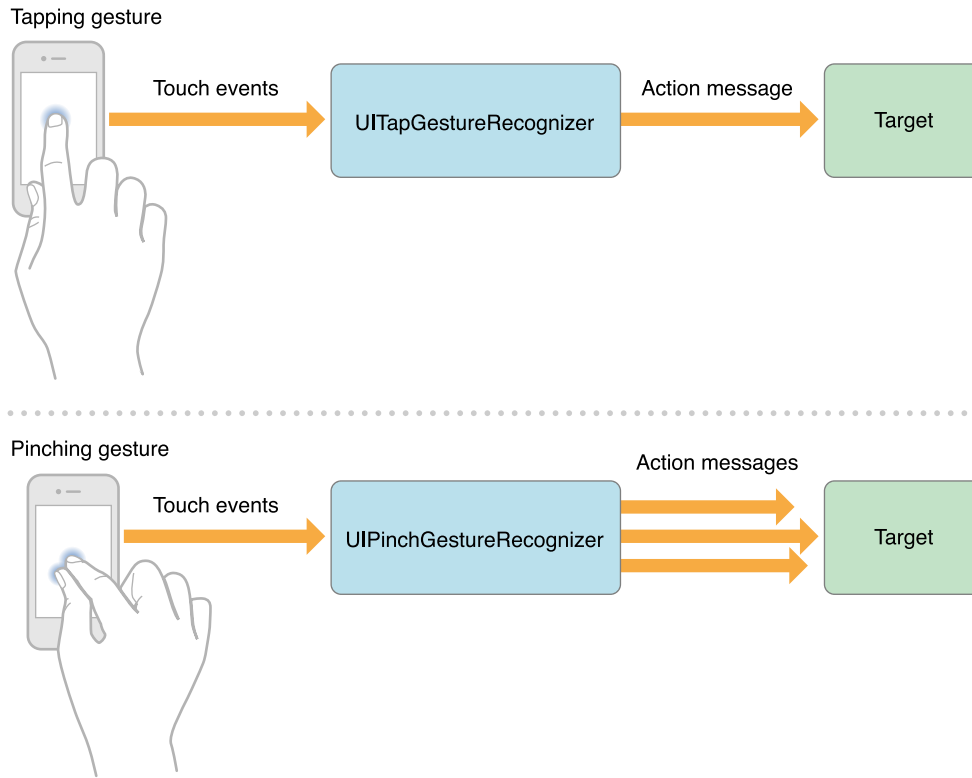 Tapping gesture
Touch events
UITapGestureRecognizer
Action message
Target
Pinching gesture
Touch events
UIPinchGestureRecognizer
Action messages
Target